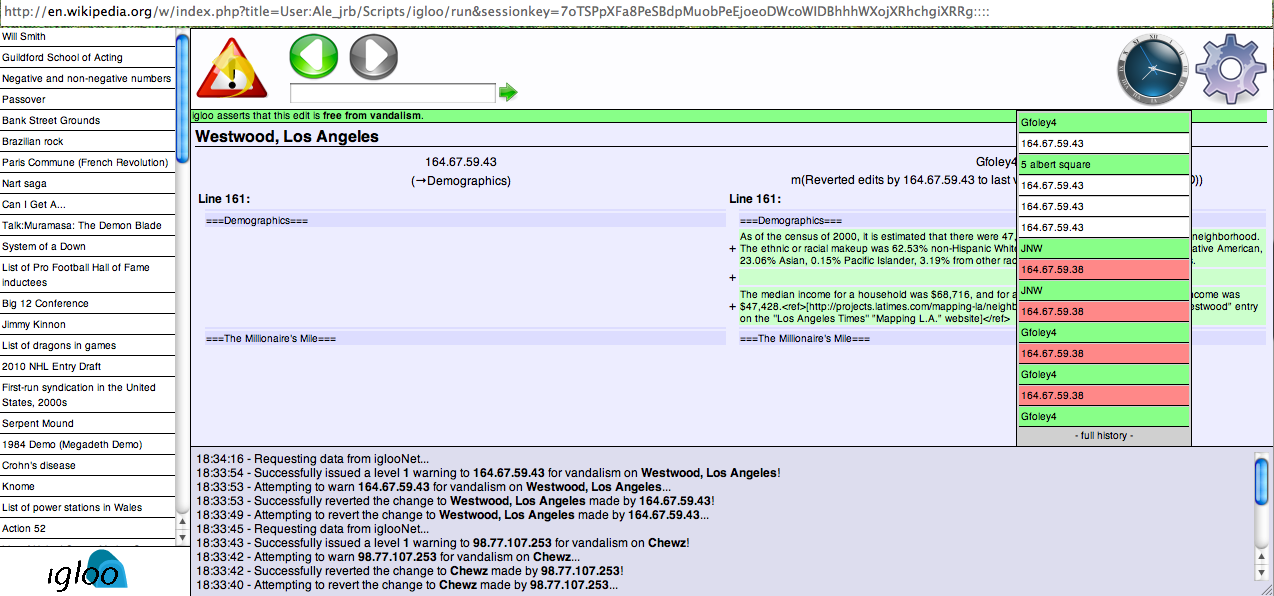 http://en.wikipedia.org/w/index.php?title=User:Ale_jrb/Scripts/igloo/run&sessionkey=7oTSPpXFa8PeSBdpMuobPeEjoeoDWcoWIDBhhhWXojXRhchgiXRRg::::
Will Smith
Guildford School of Acting
Negative and non-negative numbers
Passover
Bank Street Grounds
Brazilian rock
Paris Commune (French Revolution)
Nart saga
Can I Get A...
Talk:Muramasa: The Demon Blade
System of a Down
List of Pro Football Hall of Fame
inductees
Big 12 Conference
Jimmy Kinnon
List of dragons in games
2010 NHL Entry Draft
First-run syndication in the United
States, 2000s
Serpent Mound
1984 Demo (Megadeth Demo)
Crohn's disease
Knome
List of power stations in Wales
Action 52
igloo
igloo asserts that this edit is free from vandalism.
Westwood, Los Angeles
164.67.59.43
(→Demographics)
Line 161:
===Demographics===
===The Millionaire's Mile===
Gfoley4
m(Reverted edits by 164.67.59.43 to last v
))
Line 161:
===Demographics===
+ As of the census of 2000, it is estimated that there were 47, neighborhood.
The ethnic or racial makeup was 62.53% non-Hispanic White ative American,
23.06% Asian, 0.15% Pacific Islander, 3.19% from other rac s.
+
+ The median income for a household was $68,716, and for a ncome was
$47,428.<ref>[http://projects.latimes.com/mapping-la/neighb estwood" entry
on the "Los Angeles Times" "Mapping L.A." website]</ref>
===The Millionaire's Mile===
Gfoley4
164.67.59.43
5 albert square
164.67.59.43
164.67.59.43
164.67.59.43
JNW
164.67.59.38
JNW
164.67.59.38
Gfoley4
164.67.59.38
Gfoley4
164.67.59.38
Gfoley4
- full history -
18:34:16 - Requesting data from iglooNet...
18:33:54 - Successfully issued a level 1 warning to 164.67.59.43 for vandalism on Westwood, Los Angeles!
18:33:53 - Attempting to warn 164.67.59.43 for vandalism on Westwood, Los Angeles...
18:33:53 - Successfully reverted the change to Westwood, Los Angeles made by 164.67.59.43!
18:33:49 - Attempting to revert the change to Westwood, Los Angeles made by 164.67.59.43...
18:33:45 - Requesting data from iglooNet...
18:33:43 - Successfully issued a level 1 warning to 98.77.107.253 for vandalism on Chewz!
18:33:42 - Attempting to warn 98.77.107.253 for vandalism on Chewz...
18:33:42 - Successfully reverted the change to Chewz made by 98.77.107.253!
18:33:40 - Attempting to revert the change to Chewz made by 98.77.107.253...